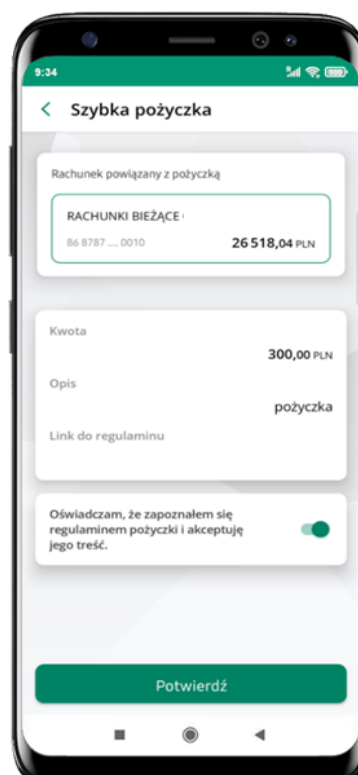 9:34
Szybka pożyczka
Rachunek powiązany z pożyczką
RACHUNKI BIEŻĄCE
86 8787 .... 0010 26 518,04 PLN
Kwota
300,00 PLN
Opis
pożyczka
Link do regulaminu
Oświadczam, że zapoznałem się
regulaminem pożyczki i akceptuję
jego treść.
Potwierdź